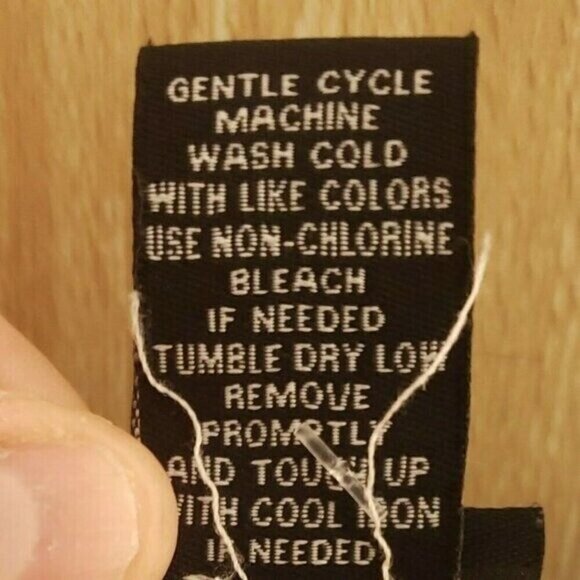 GENTLE CYCLE
MACHINE
WASH COLD
WITH LIKE COLORS
USE NON-CHLORINE
BLEACH
IF NEEDED
TUMBLE DRY LOW
REMOVE
PROMPTLY
AND TOUCH UP
WITH COOL IRON
IF NEEDED